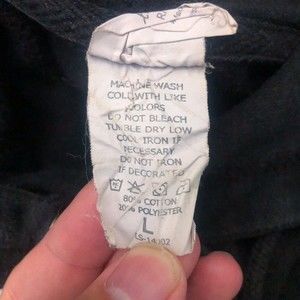 MACHINE WASH
COLD WITH LIKE
COLORS
DO NOT BLEACH
TUMBLE DRY LOW
COOL IRON IF
NECESSARY
DO NOT IRON
IF DECORATED
80% COTTON
20% POLYESTER
L